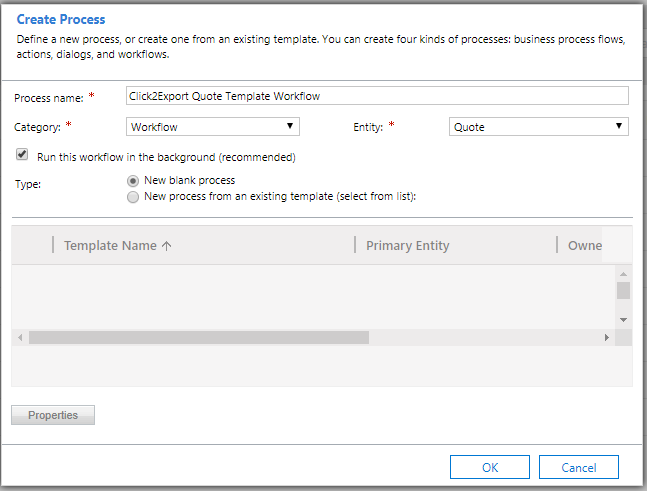 Create Process
Define a new process, or create one from an existing template. You can create four kinds of processes: business process flows,
actions, dialogs, and workflows.
Process name: *
Click2Export Quote Template Workflow
Category: *
Workflow
Entity: *
Quote
Run this workflow in the background (recommended)
Type:
New blank process
New process from an existing template (select from list):
Template Name ↑
Primary Entity
Owne
Properties
OK
Cancel